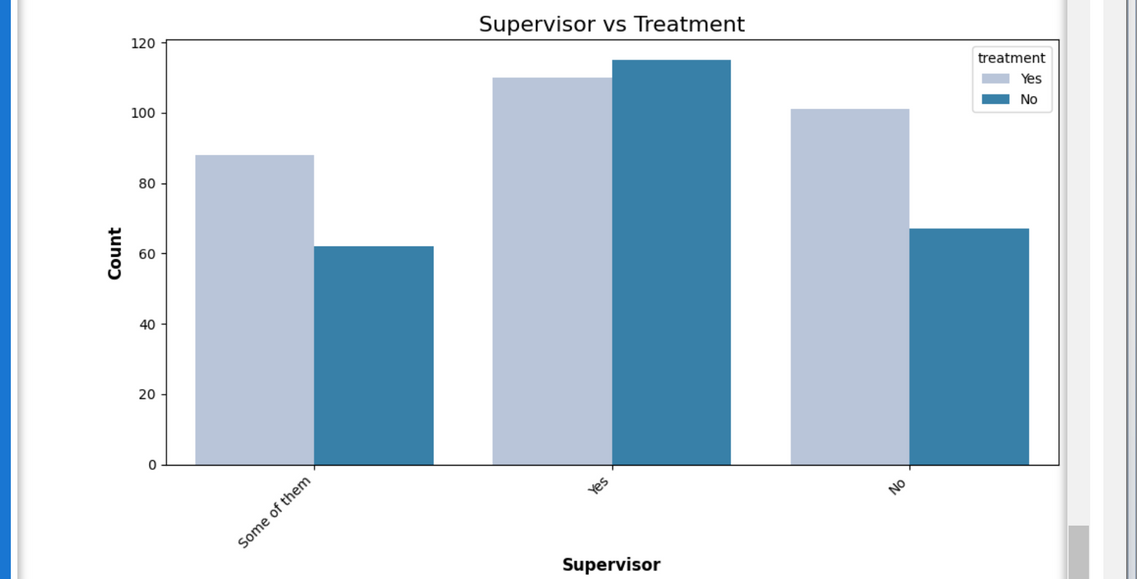 Supervisor vs Treatment
120
100
80
60
40
20
0
Count
treatment
Yes
No
Some of them
Yes
No
Supervisor